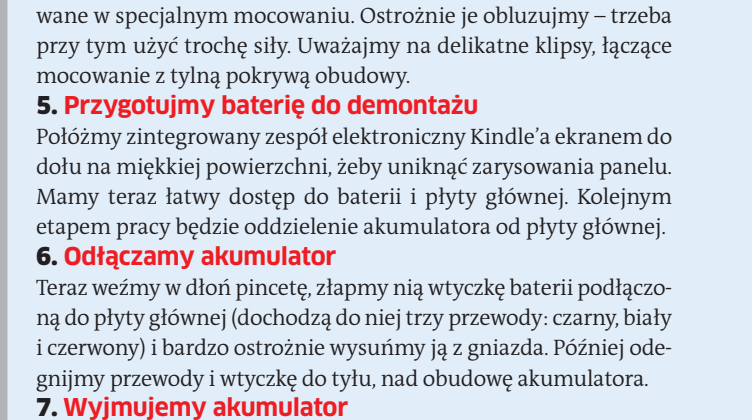 wane w specjalnym mocowaniu. Ostrożnie je obluzujmy – trzeba
przy tym użyć trochę siły. Uważajmy na delikatne klipsy, łączące
mocowanie z tylną pokrywą obudowy.
5. Przygotujmy baterię do demontażu
Połóżmy zintegrowany zespół elektroniczny Kindle’a ekranem do
dołu na miękkiej powierzchni, żeby uniknąć zarysowania panelu.
Mamy teraz łatwy dostęp do baterii i płyty głównej. Kolejnym
etapem pracy będzie oddzielenie akumulatora od płyty głównej.
6. Odłączamy akumulator
Teraz weźmy w dłoń pincetę, złapmy nią wtyczkę baterii podłączo-
ną do płyty głównej (dochodzą do niej trzy przewody: czarny, biały
i czerwony) i bardzo ostrożnie wysuńmy ją z gniazda. Później ode-
gnijmy przewody i wtyczkę do tyłu, nad obudowę akumulatora.
7. Wyjmujemy akumulator